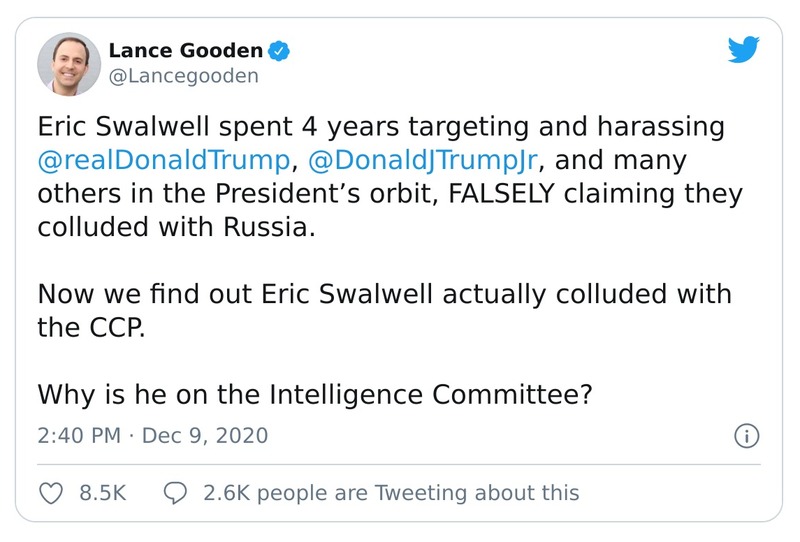 Lance Gooden
@Lancegooden
Eric Swalwell spent 4 years targeting and harassing
@realDonaldTrump, @DonaldJTrumpJr, and many
others in the President’s orbit, FALSELY claiming they
colluded with Russia.
Now we find out Eric Swalwell actually colluded with
the CCP.
Why is he on the Intelligence Committee?
2:40 PM · Dec 9, 2020
8.5K 2.6K people are Tweeting about this